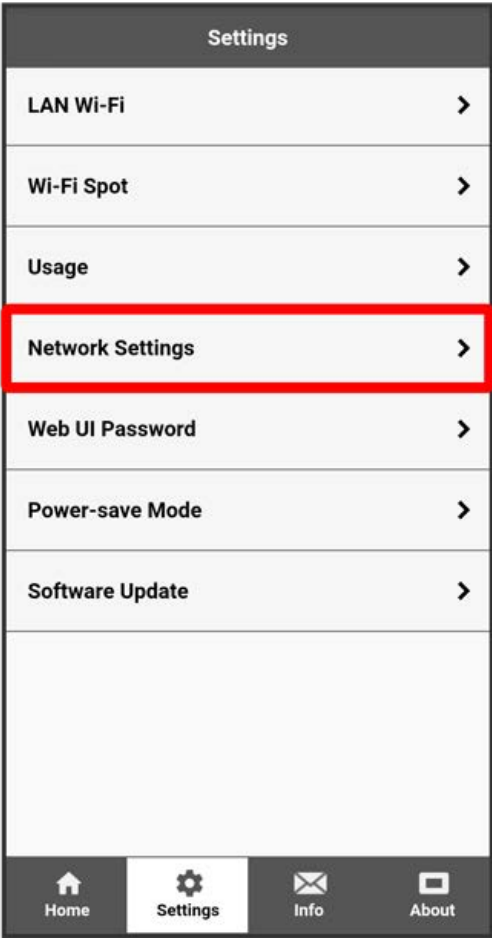 Settings
LAN Wi-Fi
Wi-Fi Spot
Usage
Network Settings
Web UI Password
Power-save Mode
Software Update
Home Settings Info About